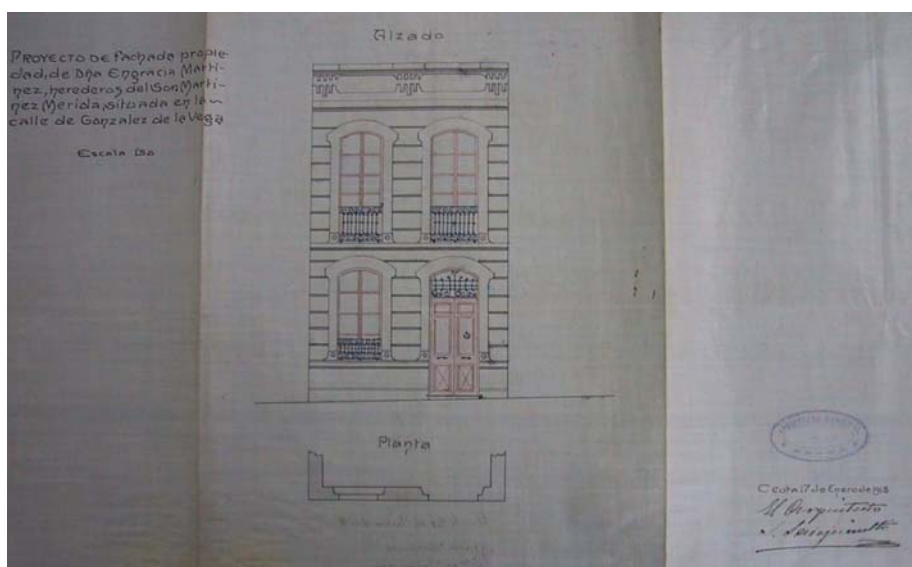 Proyecto de fachada propie-
dad, de Dña Engracia Marti-
nez, herederos del Son, Marti-
nez Merida, situada en la
calle de Gonzalez de la Vega
Escala 1:50
Alzado
Planta
Ceuta 17 de Enero de
El Arquitecto